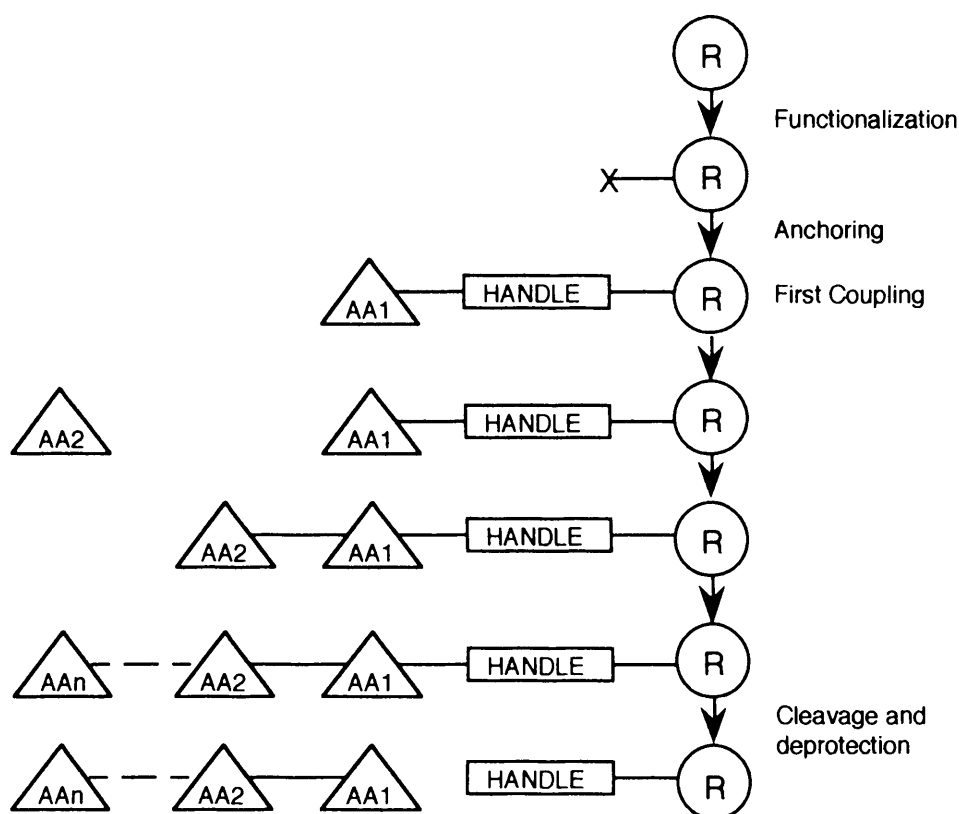 R
Functionalization
X R
Anchoring
AA1 HANDLE R First Coupling
AA2 AA1 HANDLE R
AA2 AA1 HANDLE R
AAn AA2 AA1 HANDLE R
Cleavage and
deprotection
AAn AA2 AA1 HANDLE R